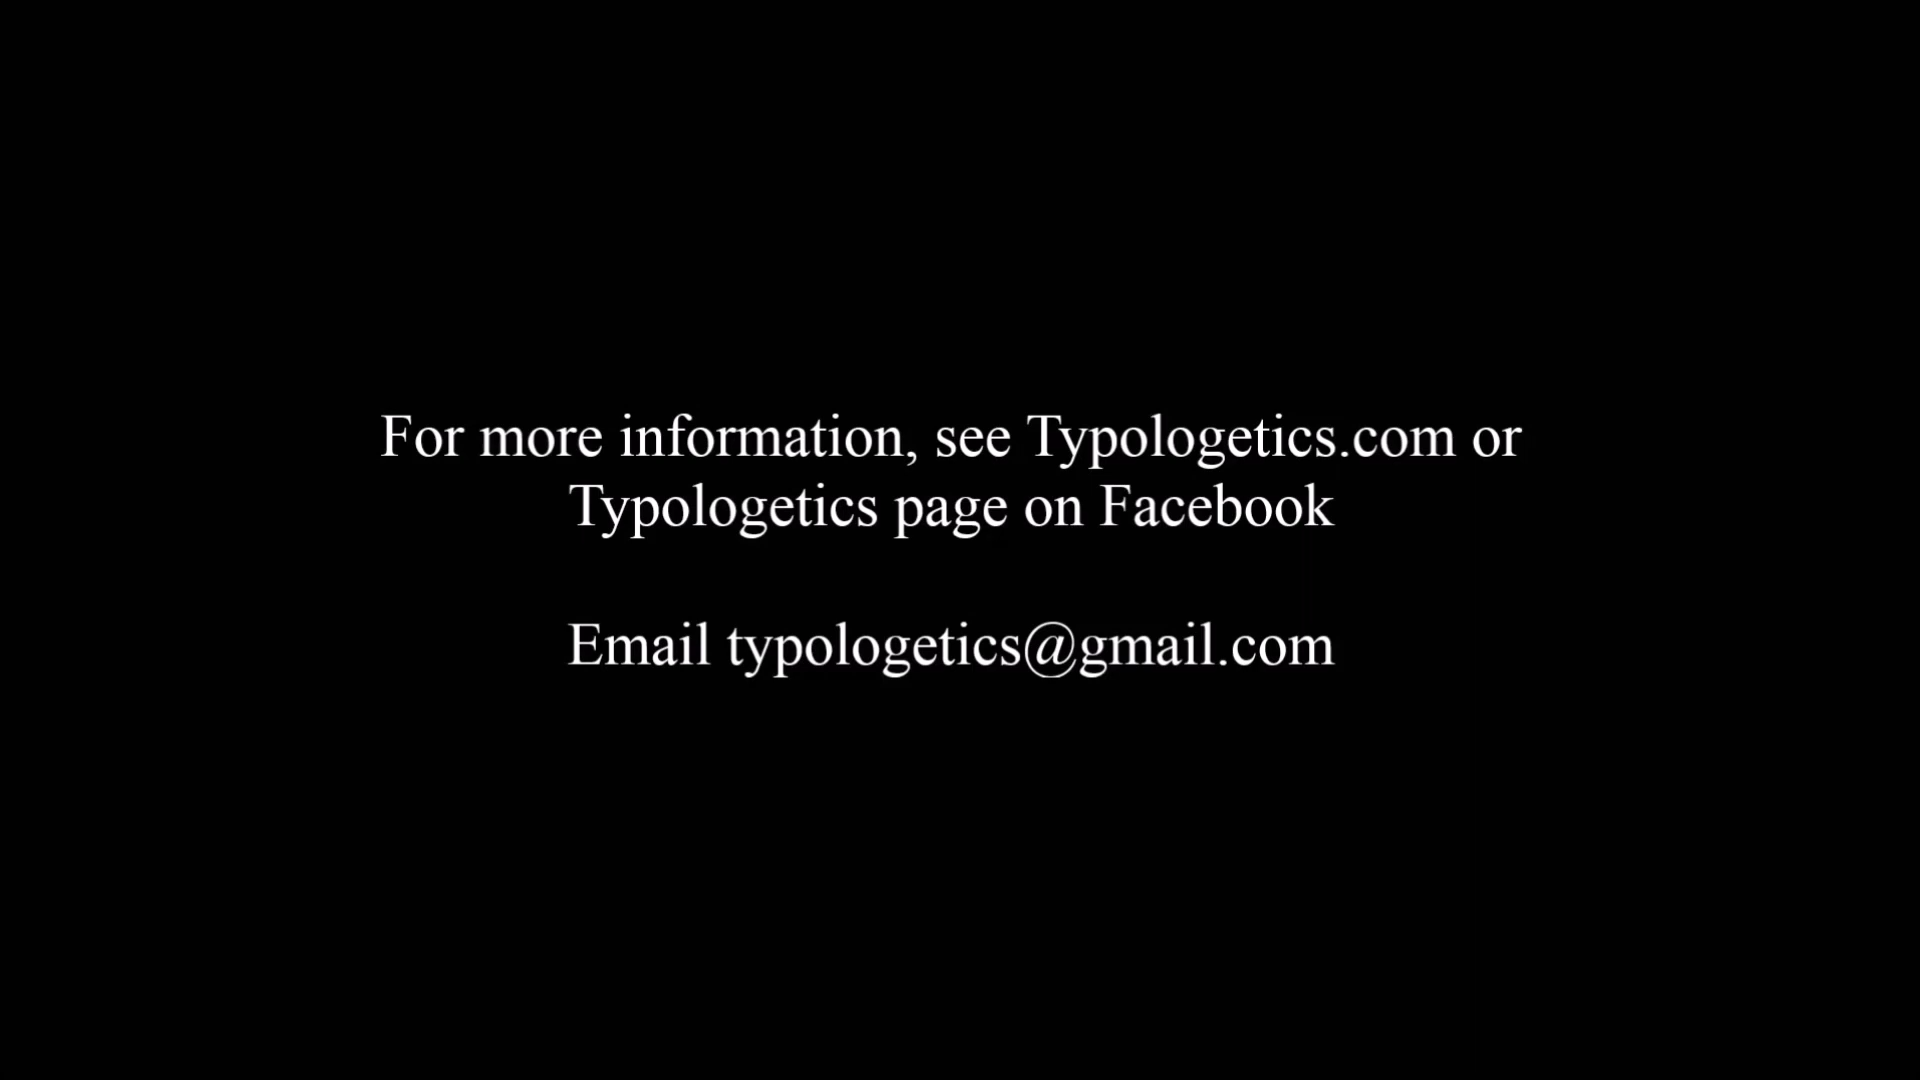 For more information, see Typologetics.com or
Typologetics page on Facebook
Email typologetics@gmail.com